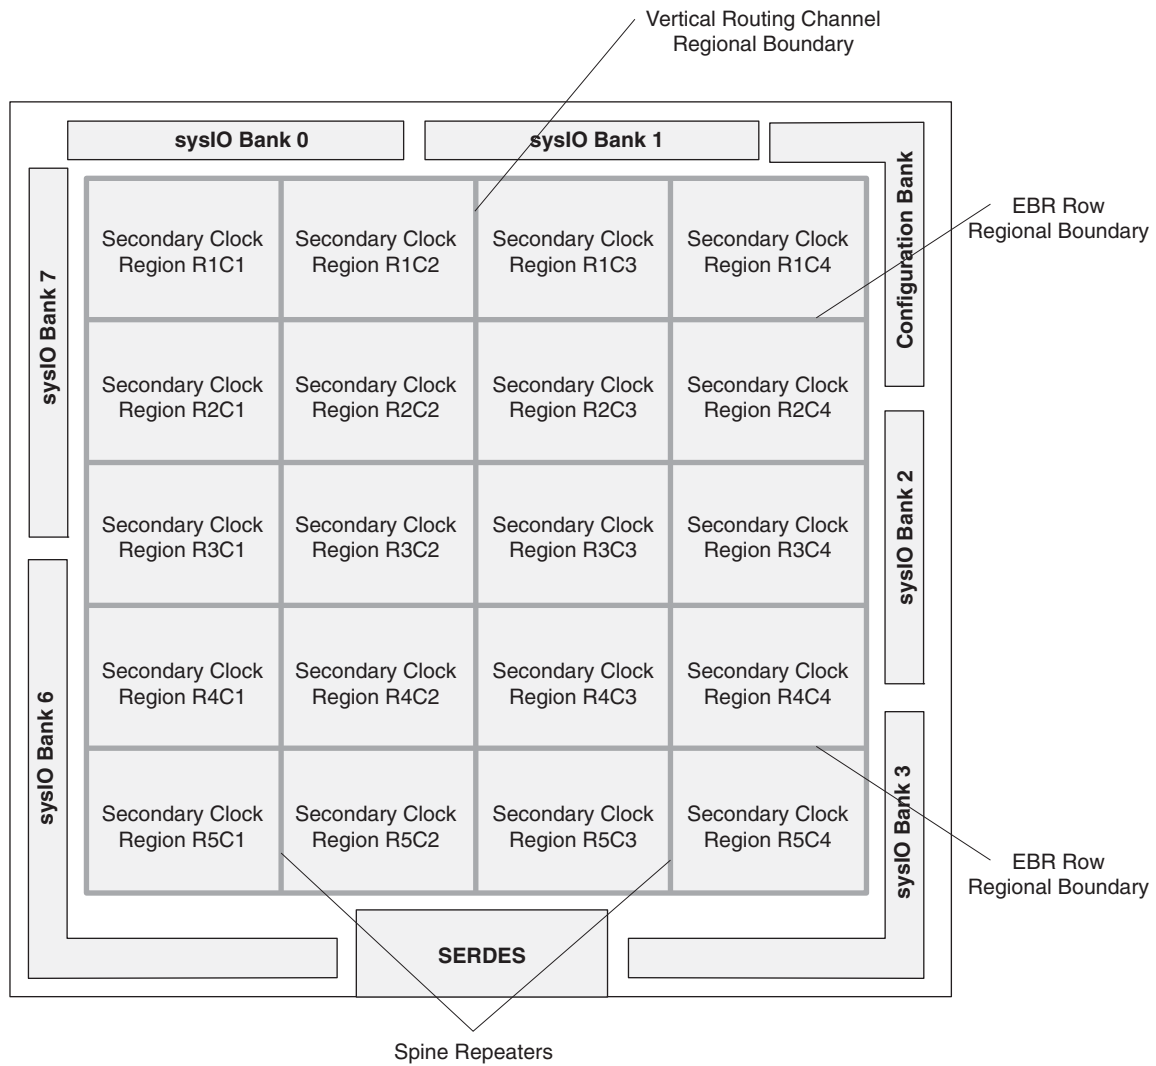 Vertical Routing Channel
Regional Boundary
sysIO Bank 0
sysIO Bank 1
Configuration Bank
sysIO Bank 7
EBR Row
Regional Boundary
Secondary Clock
Region R1C1
Secondary Clock
Region R1C2
Secondary Clock
Region R1C3
Secondary Clock
Region R1C4
Secondary Clock
Region R2C1
Secondary Clock
Region R2C2
Secondary Clock
Region R2C3
Secondary Clock
Region R2C4
sysIO Bank 2
Secondary Clock
Region R3C1
Secondary Clock
Region R3C2
Secondary Clock
Region R3C3
Secondary Clock
Region R3C4
sysIO Bank 6
Secondary Clock
Region R4C1
Secondary Clock
Region R4C2
Secondary Clock
Region R4C3
Secondary Clock
Region R4C4
sysIO Bank 3
Secondary Clock
Region R5C1
Secondary Clock
Region R5C2
Secondary Clock
Region R5C3
Secondary Clock
Region R5C4
EBR Row
Regional Boundary
SERDES
Spine Repeaters